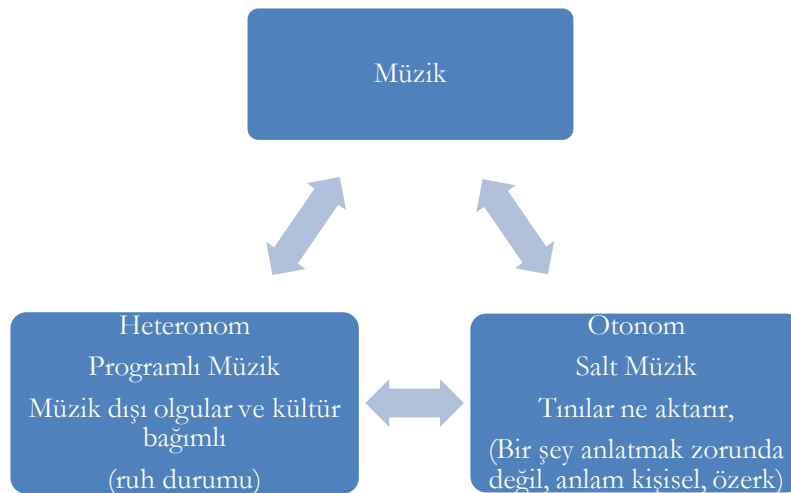 Müzik
Heteronom
Programlı Müzik
Müzik dışı olgular ve kültür
bağımlı
(ruh durumu)
Otonom
Salt Müzik
Tınılar ne aktarır,
(Bir şey anlatmak zorunda
değil, anlam kişisel, özerk)